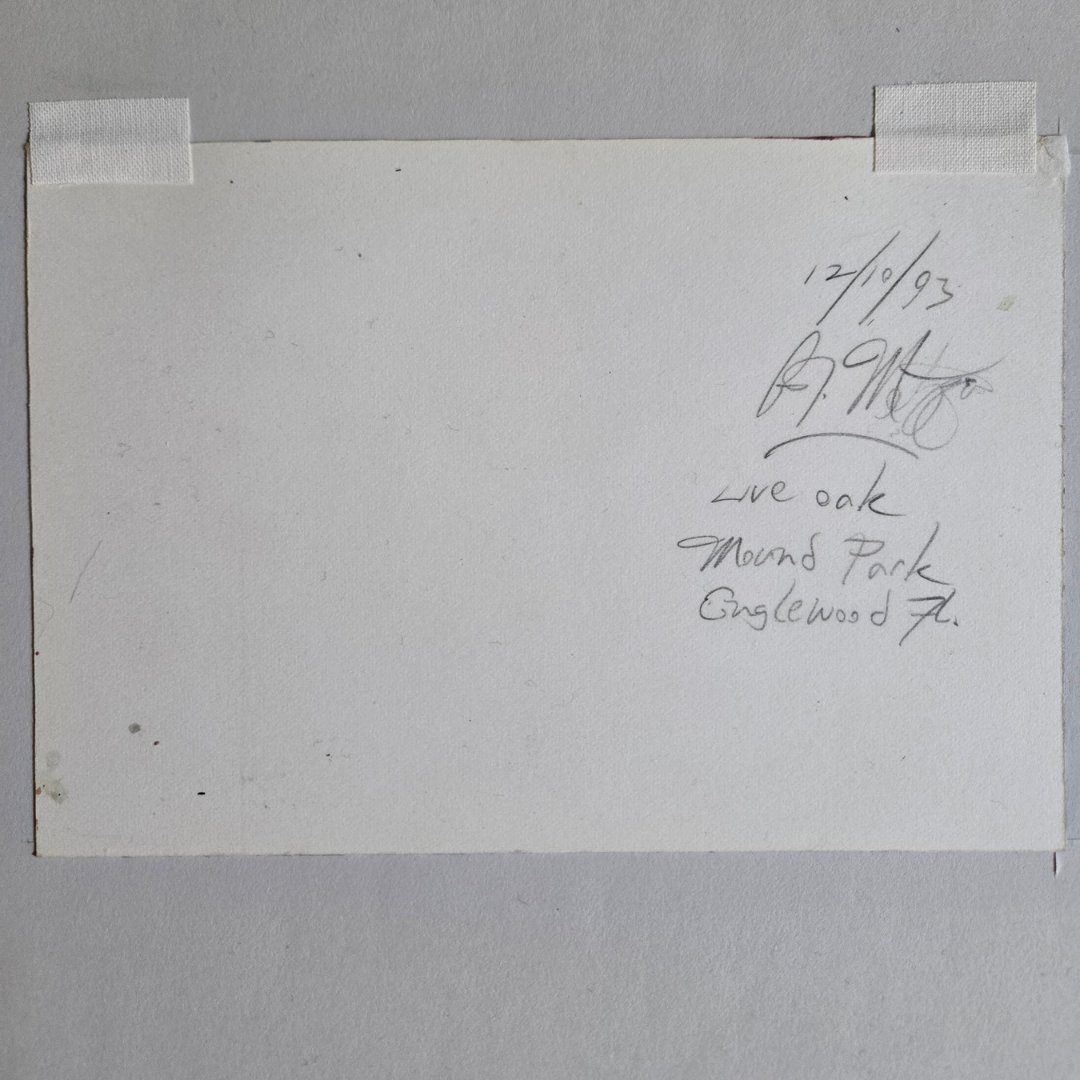 12/10/93
Live oak
Mound Park
Englewood Fl.